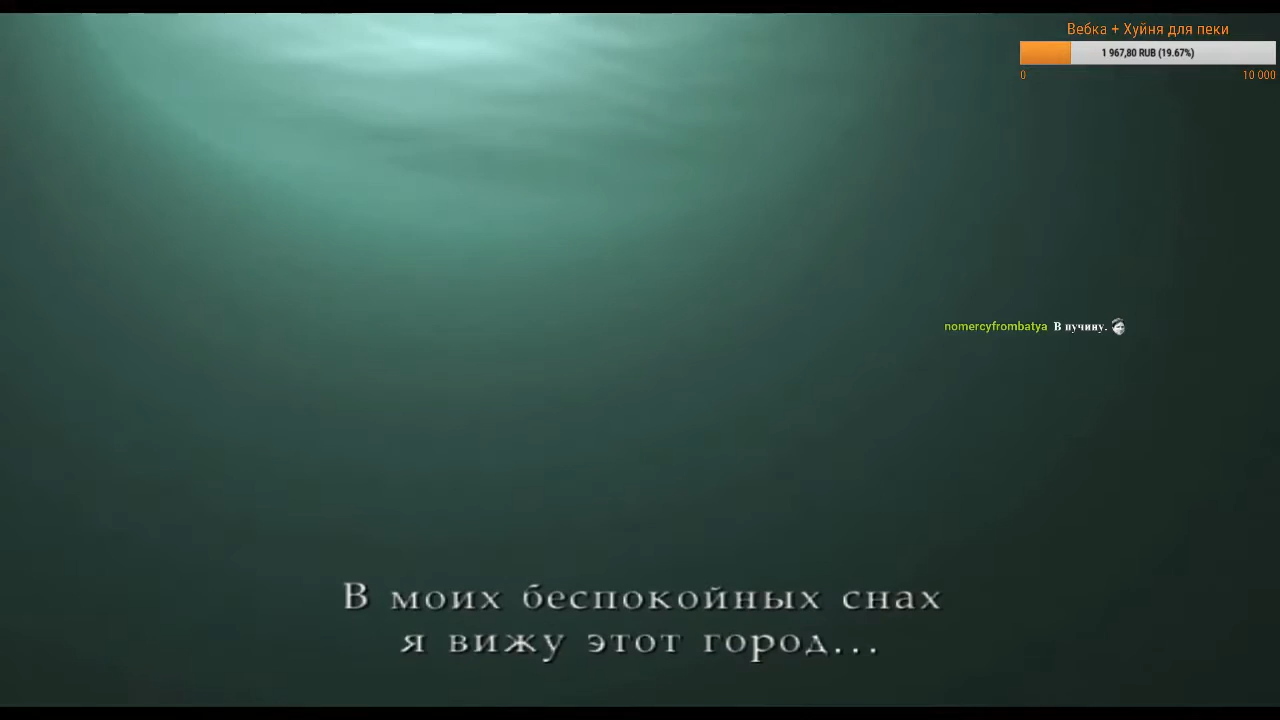 Вебка + Хуйня для пеки
1 967,80 RUB (19.67%)
0 10 000
nomercyfrombatya В пучину.
В моих беспокойных снах
я вижу этот город...